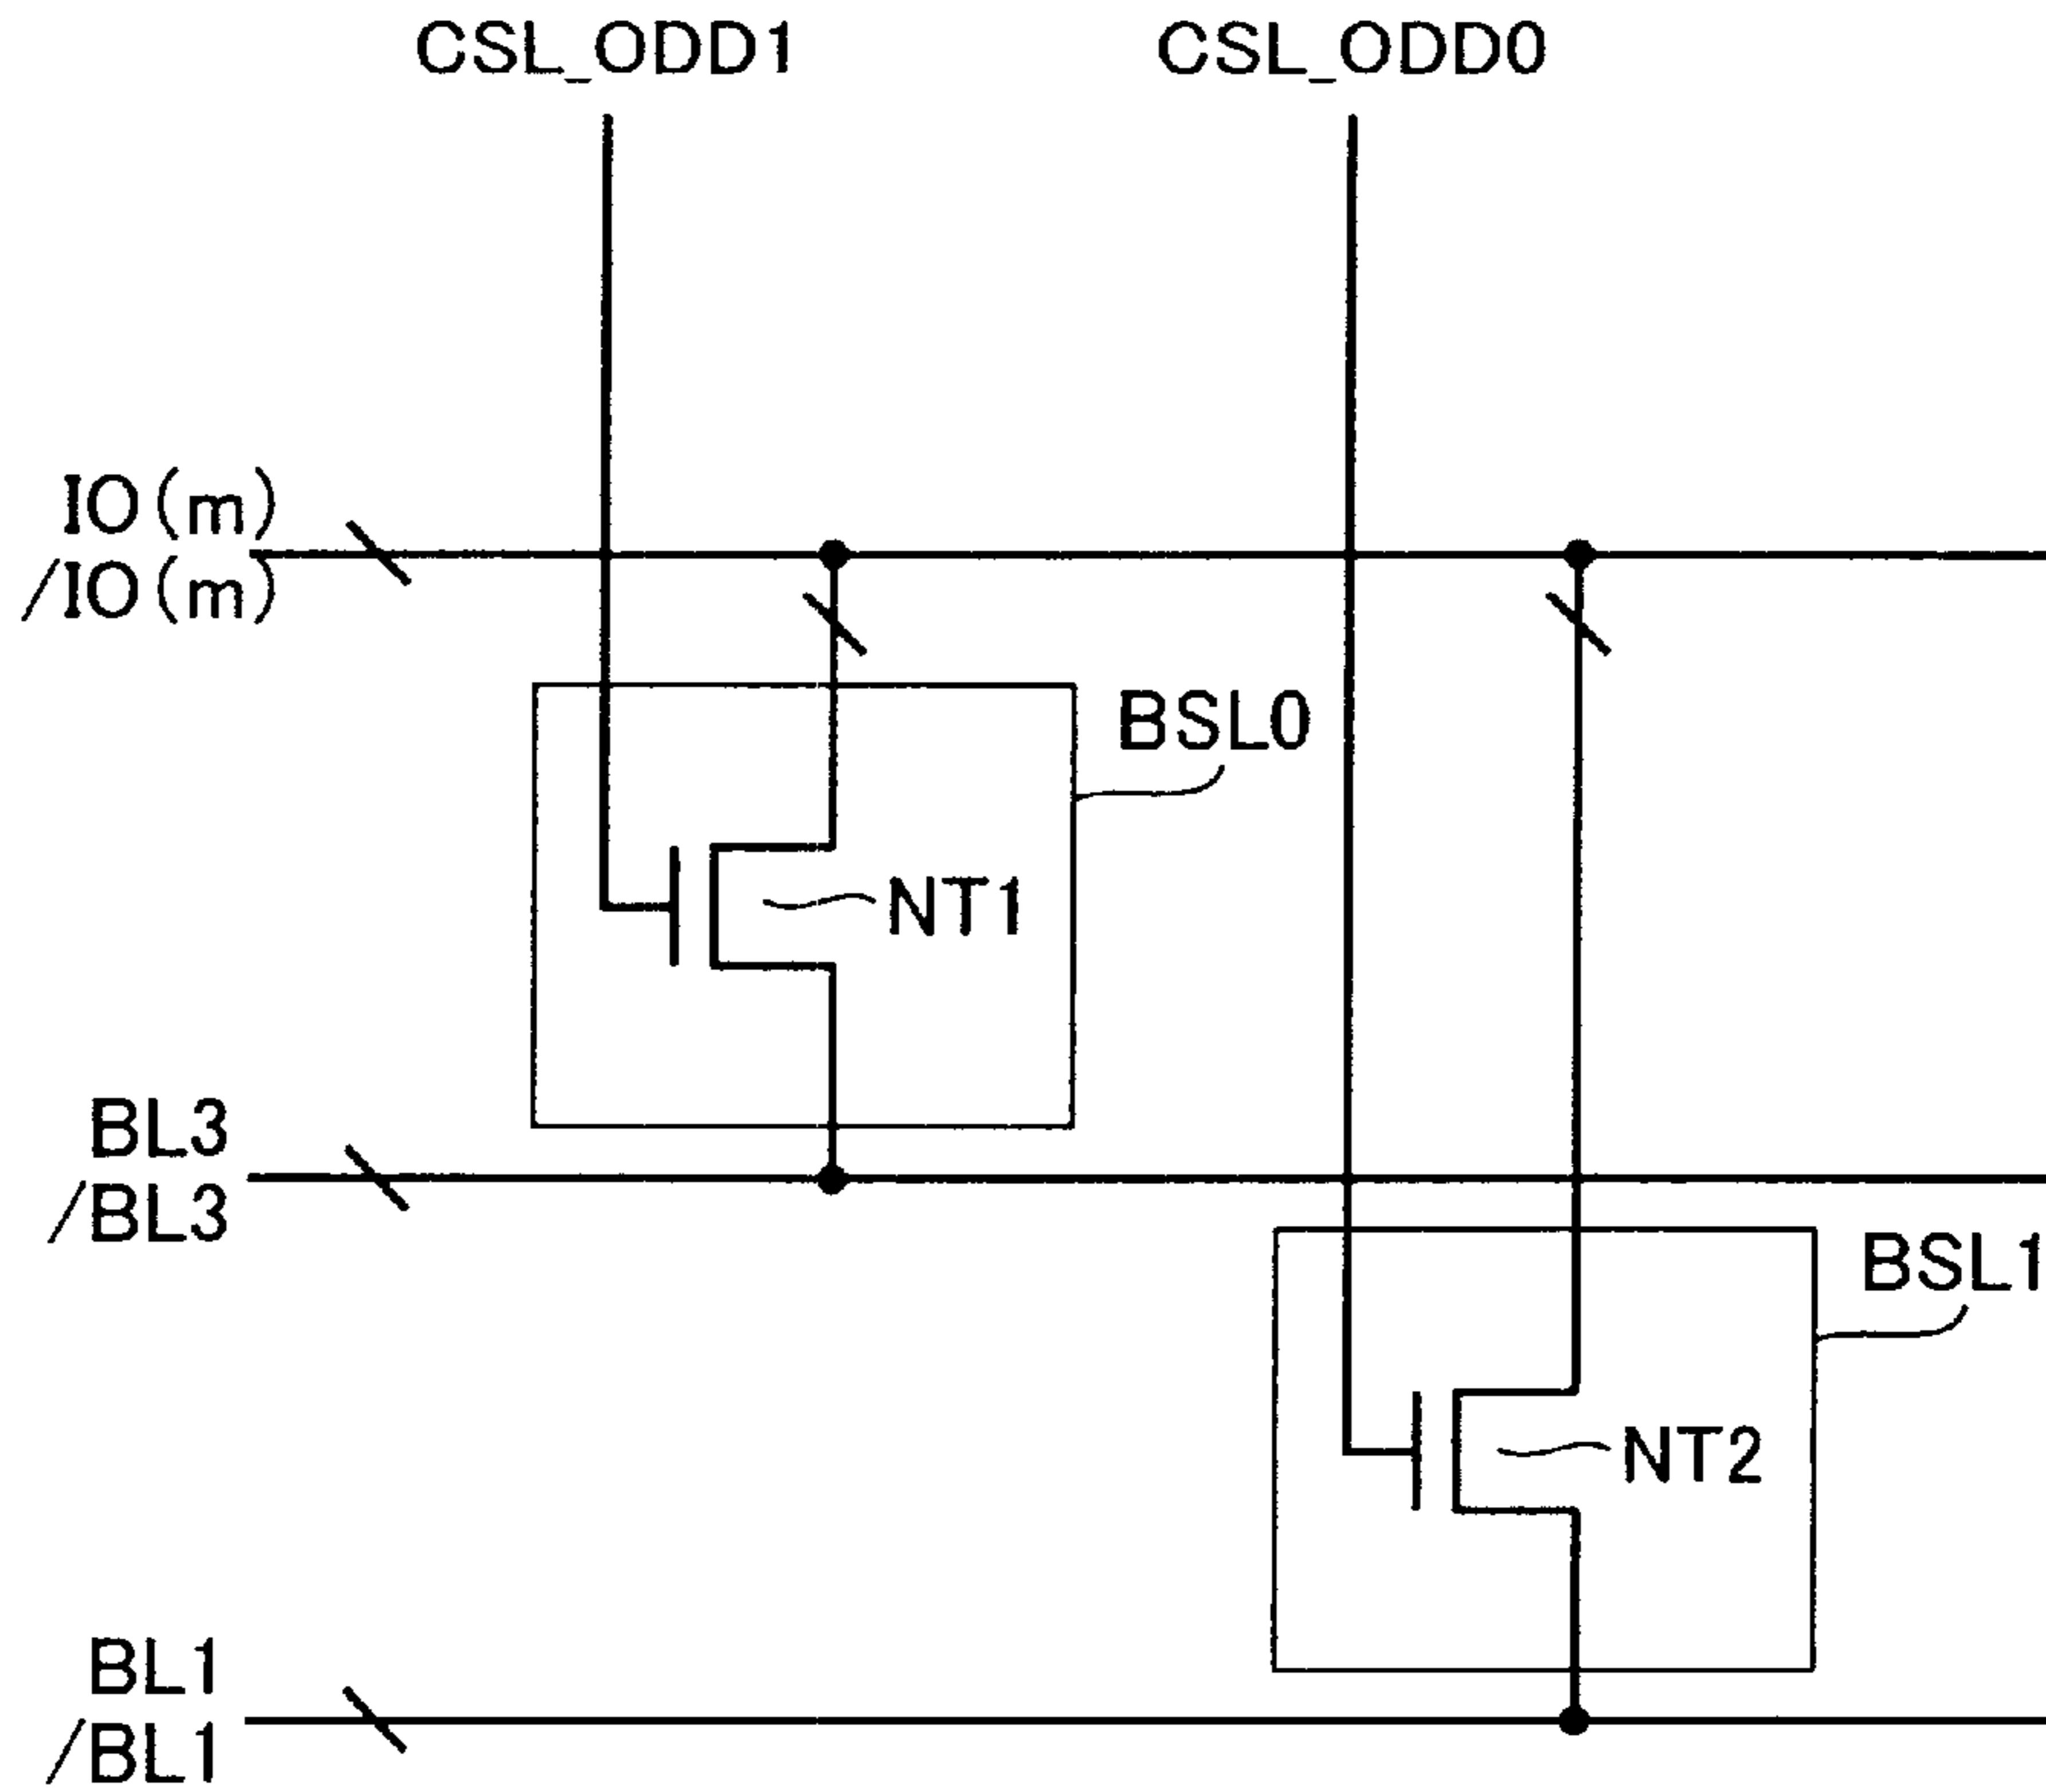 CSL_ODD1
CSL_ODD0
IO(m)
/IO(m)
BSL0
NT1
BL3
/BL3
BSL1
NT2
BL1
/BL1